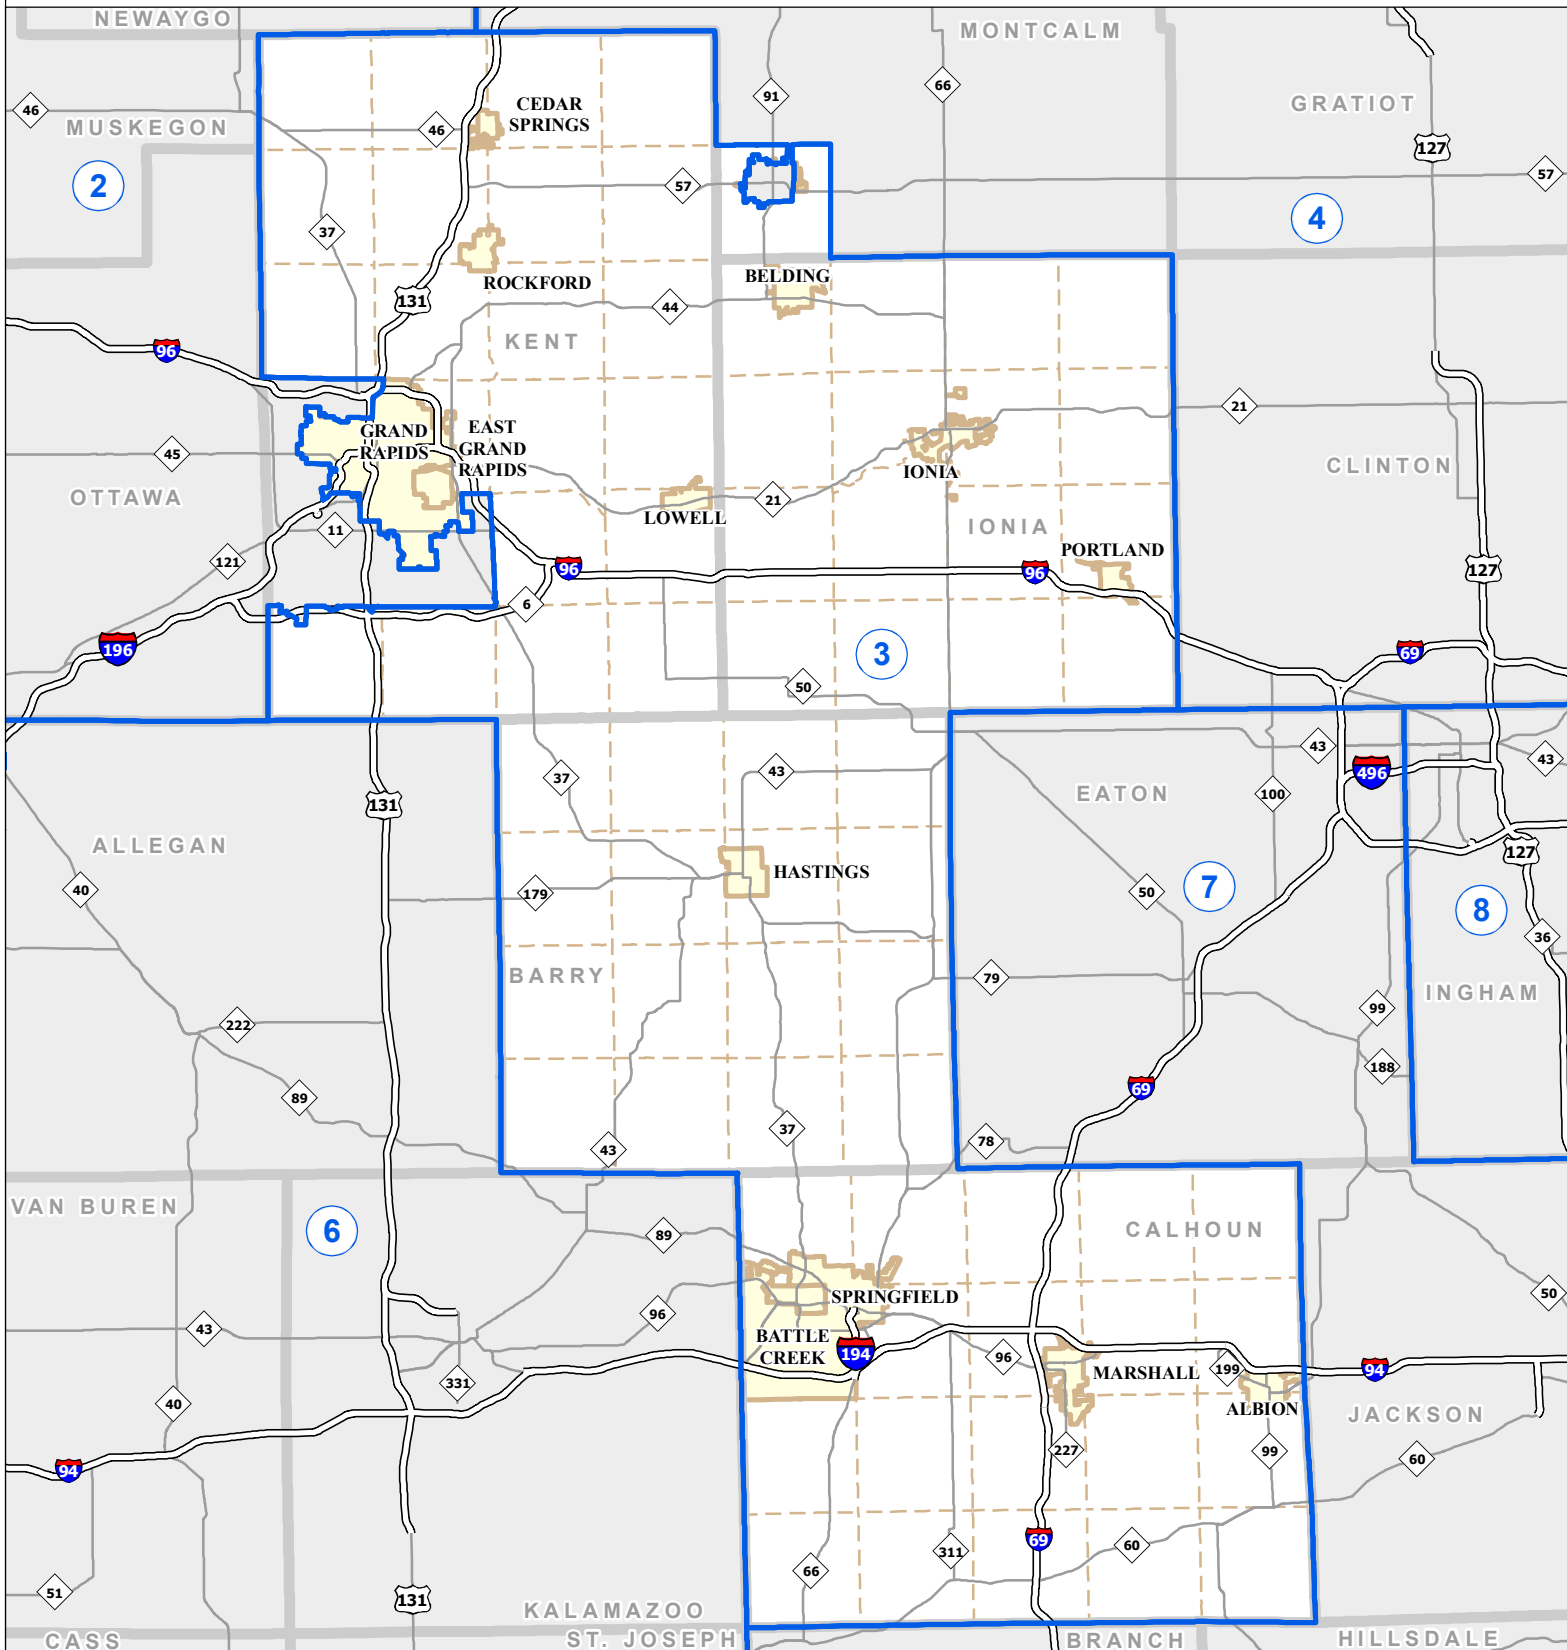 NEWAYGO
MONTCALM
46
MUSKEGON
2
CEDAR
SPRINGS
46
91
66
GRATIOT
127
57
57
4
37
ROCKFORD
131
BELDING
44
KENT
96
GRAND
RAPIDS
EAST
GRAND
RAPIDS
45
OTTAWA
11
121
LOWELL
21
IONIA
21
CLINTON
IONIA
PORTLAND
96
96
127
6
196
3
69
50
131
37
43
EATON
43
496
43
100
ALLEGAN
40
179
HASTINGS
50
7
127
8
36
BARRY
79
99
INGHAM
222
188
89
69
43
37
78
VAN BUREN
6
89
CALHOUN
43
96
SPRINGFIELD
BATTLE
CREEK
194
96
MARSHALL
199
ALBION
94
50
331
40
JACKSON
94
227
99
60
69
60
311
66
51
131
KALAMAZOO
CASS
ST. JOSEPH
BRANCH
HILLSDALE